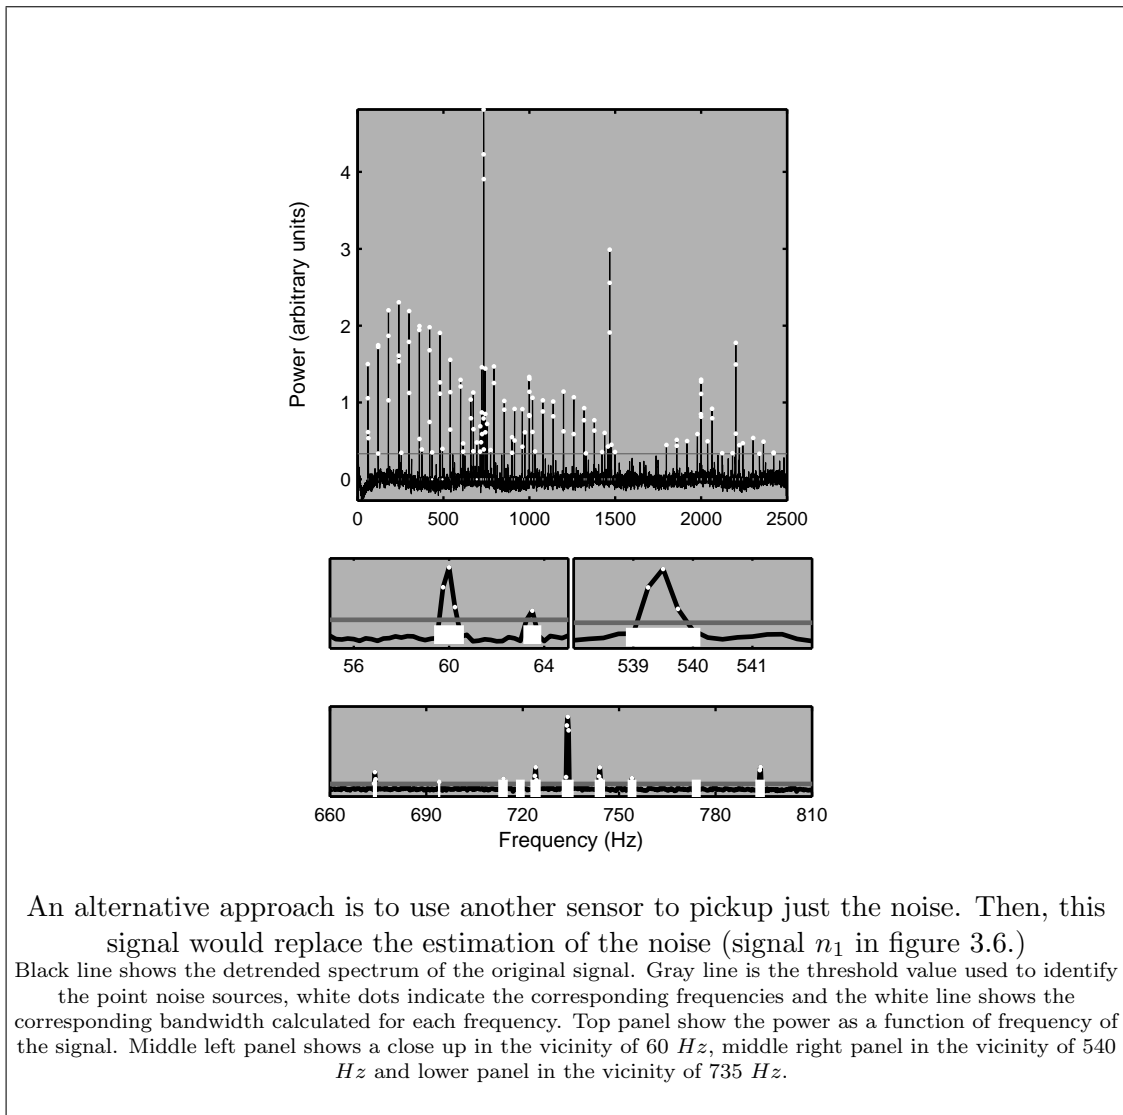 Power (arbitrary units)
4
3
2
1
0
0 500 1000 1500 2000 2500
56 60 64 539 540 541
660 690 720 750 780 810
Frequency (Hz)
An alternative approach is to use another sensor to pickup just the noise. Then, this
signal would replace the estimation of the noise (signal n₁ in figure 3.6.)
Black line shows the detrended spectrum of the original signal. Gray line is the threshold value used to identify
the point noise sources, white dots indicate the corresponding frequencies and the white line shows the
corresponding bandwidth calculated for each frequency. Top panel show the power as a function of frequency of
the signal. Middle left panel shows a close up in the vicinity of 60 Hz, middle right panel in the vicinity of 540
Hz and lower panel in the vicinity of 735 Hz.